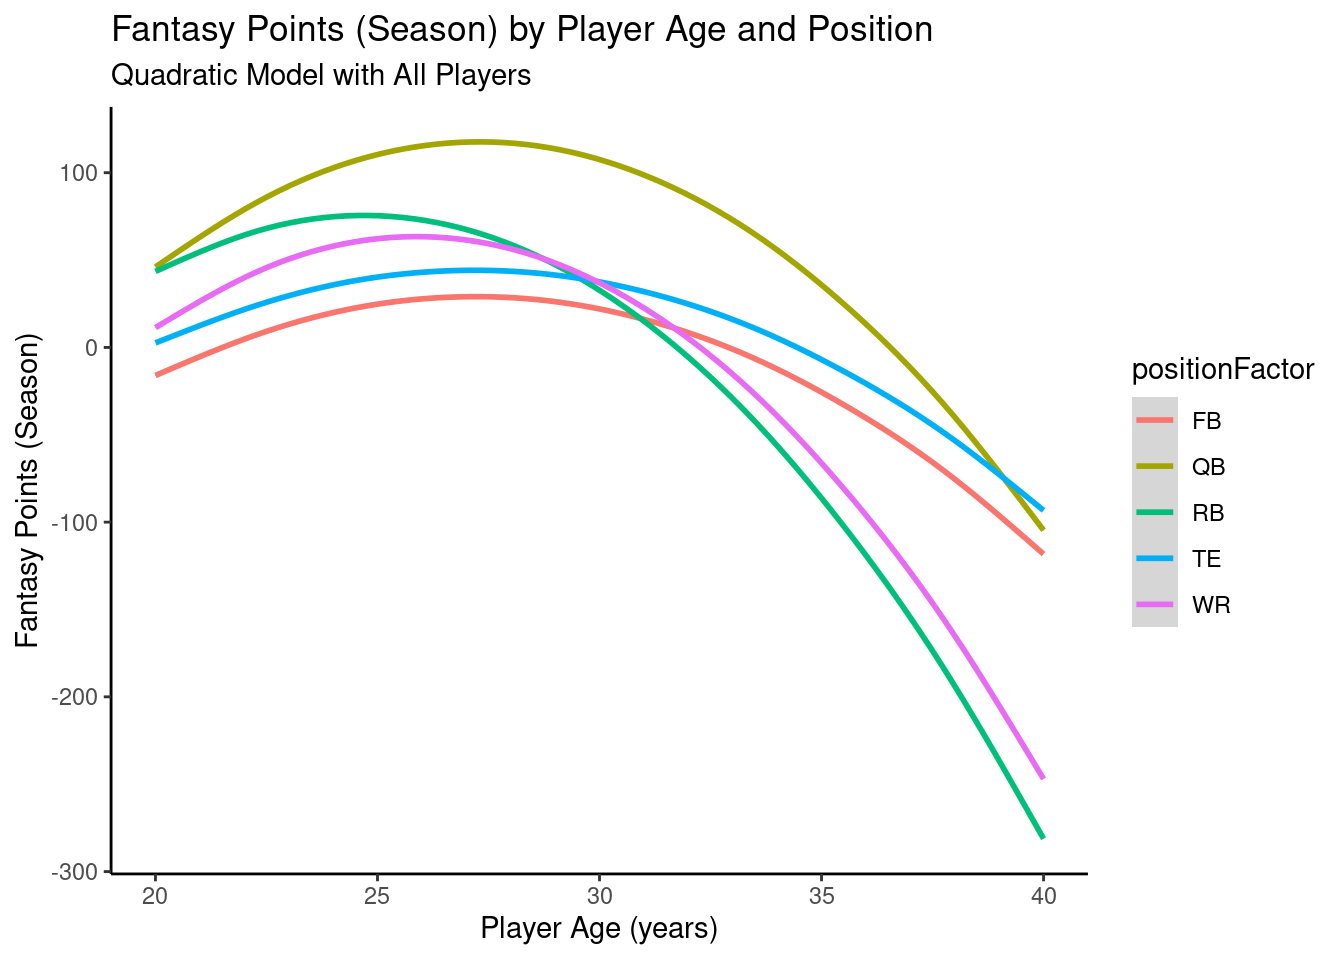 Fantasy Points (Season) by Player Age and Position
Quadratic Model with All Players
Fantasy Points (Season)
100
0
-100
-200
-300
20 25 30 35 40
Player Age (years)
positionFactor
FB
QB
RB
TE
WR